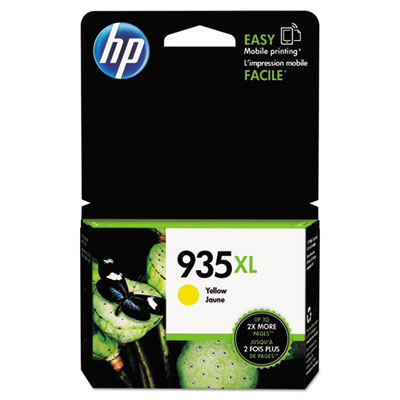 hp
EASY
Mobile printing*
L'impression mobile
FACILE*
935XL
Yellow
Jaune
UP TO
2X MORE
PAGES**
JUSQU'À
2 FOIS PLUS
DE PAGES**